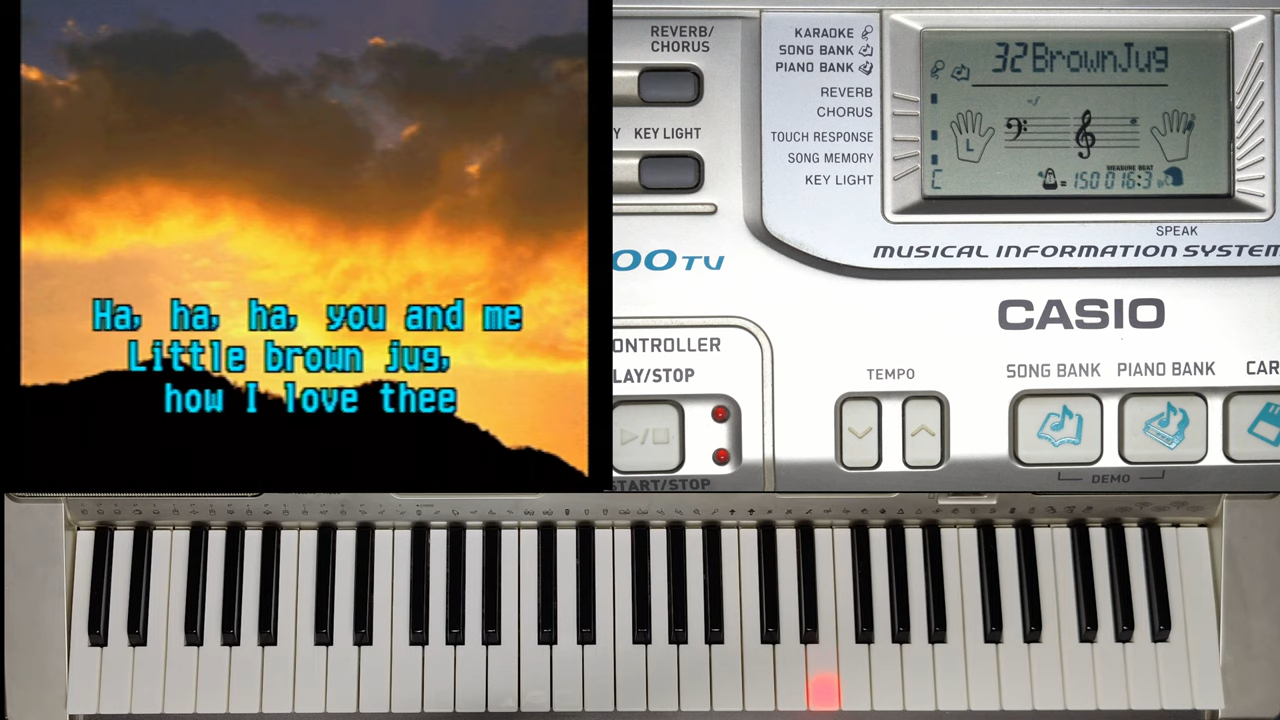 Ha, ha, ha, you and me
Little brown jug,
how I love thee
REVERB/
CHORUS
Y KEY LIGHT
00TV
ONTROLLER
LAY/STOP
START/STOP
KARAOKE
SONG BANK
PIANO BANK
REVERB
CHORUS
TOUCH RESPONSE
SONG MEMORY
KEY LIGHT
32BrownJug
L
MEASURE BEAT
C
= 150 016:3
SPEAK
MUSICAL INFORMATION SYSTEM
CASIO
TEMPO
SONG BANK
PIANO BANK
CAR
DEMO